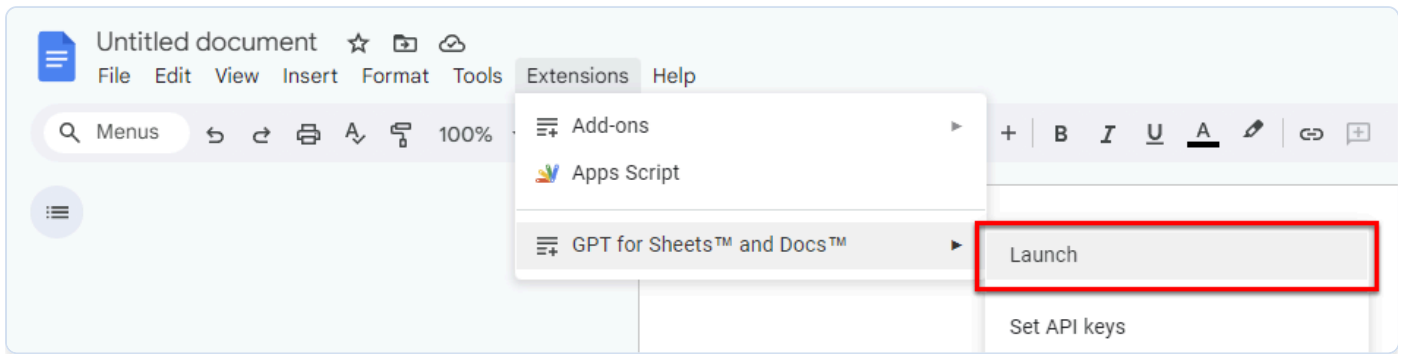 Untitled document
File Edit View Insert Format Tools Extensions Help
Menus 100% B I U A
Add-ons
Apps Script
GPT for Sheets™ and Docs™
Launch
Set API keys